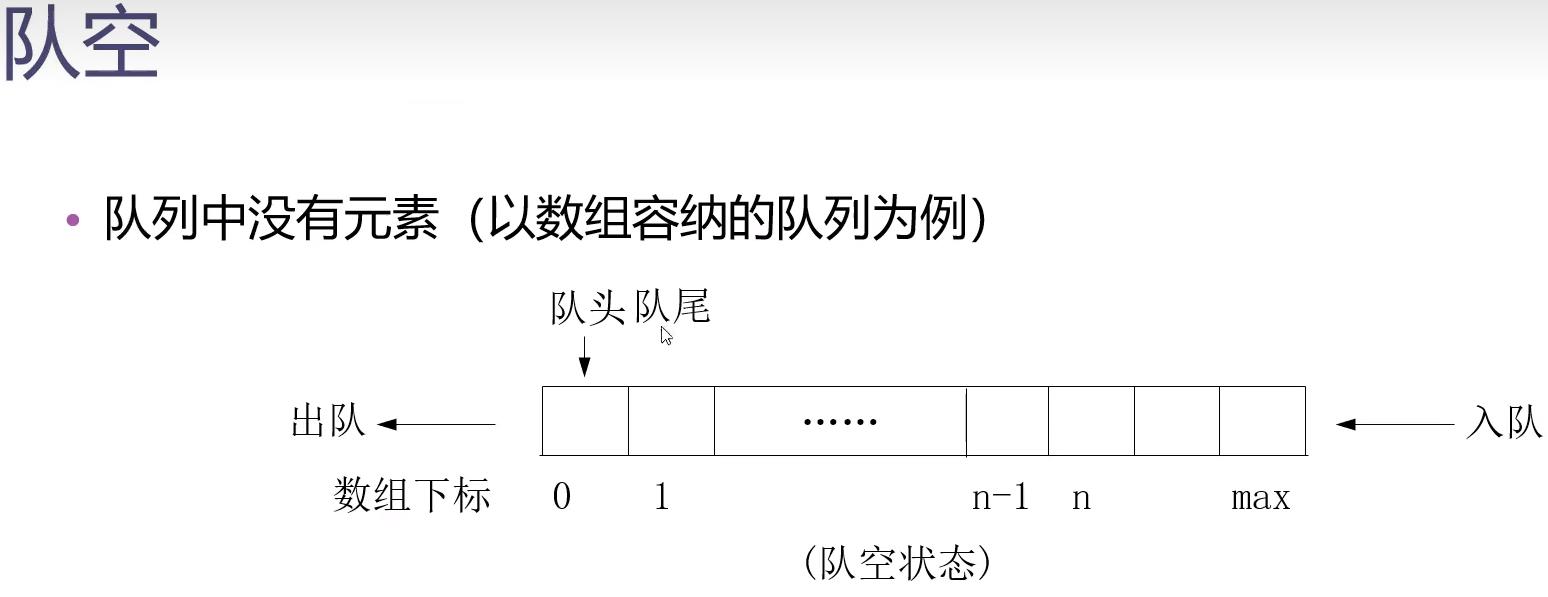 队空
• 队列中没有元素（以数组容纳的队列为例）
队头 队尾
出队 …… 入队
数组下标 0 1 n-1 n max
(队空状态)